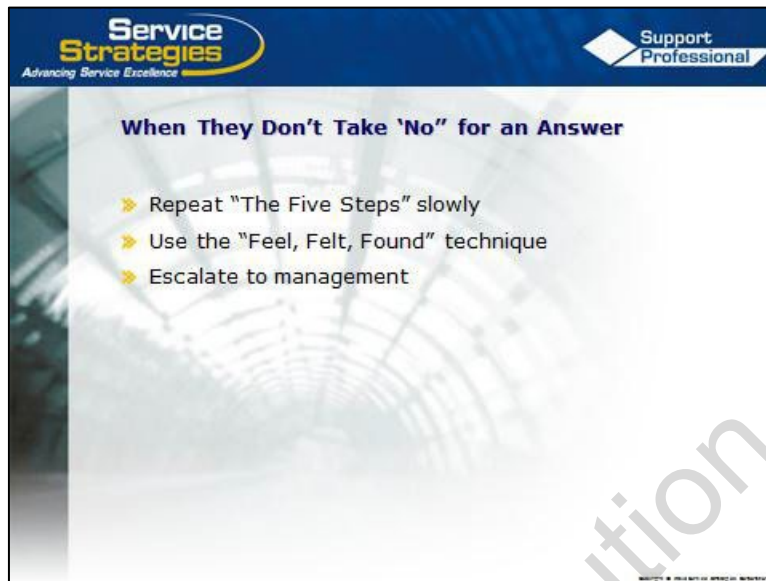 Service
Strategies
Advancing Service Excellence
Support
Professional
When They Don't Take ‘No” for an Answer
Repeat “The Five Steps” slowly
Use the “Feel, Felt, Found” technique
Escalate to management
ution